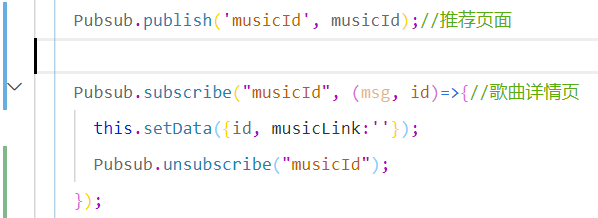 Pubsub.publish('musicId', musicId);//推荐页面
Pubsub.subscribe("musicId", (msg, id)=>{//歌曲详情页
this.setData({id, musicLink:''});
Pubsub.unsubscribe("musicId");
});